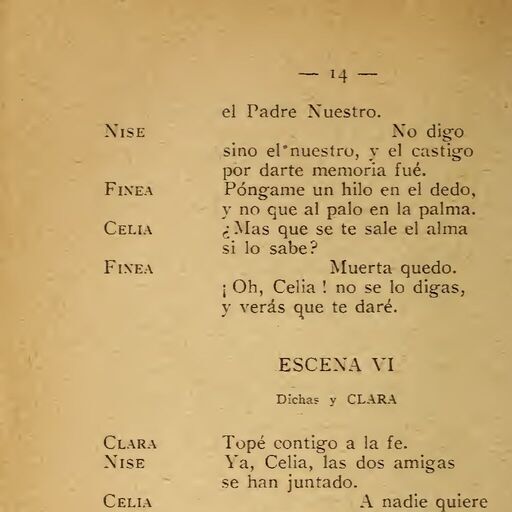 — 14 —
el Padre Nuestro.
NISE No digo
sino el nuestro, y el castigo
por darte memoria fué.
FINEA Póngame un hilo en el dedo,
y no que al palo en la palma.
CELIA ¿Mas que se te sale el alma
si lo sabe?
FINEA Muerta quedo.
¡Oh, Celia! no se lo digas,
y verás que te daré.
ESCENA VI
Dichas y CLARA
CLARA Topé contigo a la fe.
NISE Ya, Celia, las dos amigas
se han juntado.
CELIA A nadie quiere